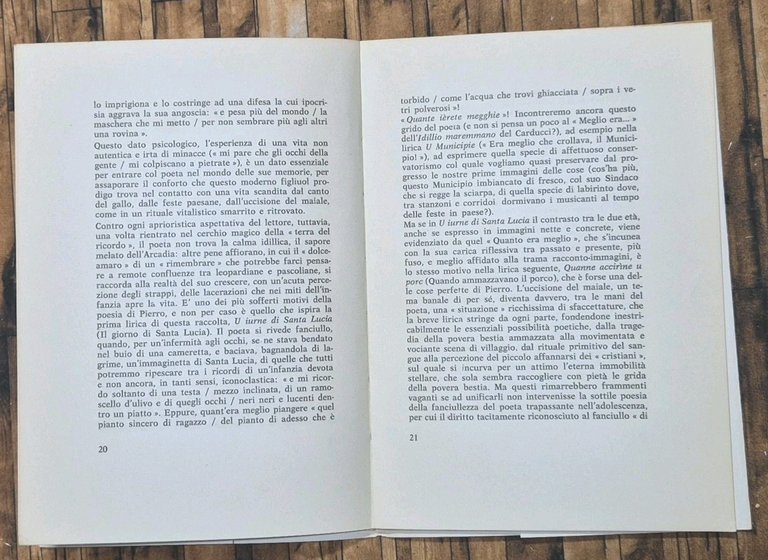 lo imprigiona e lo costringe ad una difesa la cui ipocri-
sia aggrava la sua angoscia: « e pesa più del mondo / la
maschera che mi metto / per non sembrare più agli altri
una rovina ».
Questo dato psicologico, l'esperienza di una vita non
autentica e irta di minacce (« mi pare che gli occhi della
gente / mi colpiscano a pietrate »), è un dato essenziale
per entrare col poeta nel mondo delle sue memorie, per
assaporare il conforto che questo moderno figliuol pro-
digo trova nel contatto con una vita scandita dal canto
del gallo, dalle feste paesane, dall'uccisione del maiale,
come in un rituale vitalistico smarrito e ritrovato.
Contro ogni aprioristica aspettativa del lettore, tuttavia,
una volta rientrato nel cerchio magico della « terra del
ricordo », il poeta non trova la calma idillica, il sapore
melato dell'Arcadia: altre pene affiorano, in cui il « dolce-
amaro » di un « rimembrare » che potrebbe farci pensa-
re a remote confluenze tra leopardiane e pascoliane, si
raccorda alla realtà del suo crescere, con un'acuta perce-
zione degli strappi, delle lacerazioni che nei miti dell'in-
fanzia apre la vita. E' uno dei più sofferti motivi della
poesia di Pierro, e non per caso è quello che ispira la
prima lirica di questa raccolta, U iurne di Santa Lucia
(Il giorno di Santa Lucia). Il poeta si rivede fanciullo,
quando, per un'infermità agli occhi, se ne stava bendato
nel buio di una cameretta, e baciava, bagnandola di la-
grime, un'immaginetta di Santa Lucia, di quelle che tutti
potremmo ripescare tra i ricordi di un'infanzia devota
e non ancora, in tanti sensi, iconoclastica: « e mi ricor-
do soltanto di una testa / mezzo inclinata, di un ramo-
scello d'ulivo e di quegli occhi / neri neri e lucenti den-
tro un piatto ». Eppure, quant'era meglio piangere « quel
pianto sincero di ragazzo / del pianto di adesso che è
20
torbido / come l'acqua che trovi ghiacciata / sopra i ve-
tri polverosi »!
« Quante ièrete megghie »! Incontreremo ancora questo
grido del poeta (e non si pensa un poco al « Meglio era... »
dell'Idillio maremmano del Carducci?), ad esempio nella
lirica U Municipie (« Era meglio che crollava, il Munici-
pio! »), ad esprimere quella specie di affettuoso conser-
vatorismo col quale vogliamo quasi preservare dal pro-
gresso le nostre prime immagini delle cose (cos'ha più,
questo Municipio imbiancato di fresco, col suo Sindaco
che si regge la sciarpa, di quella specie di labirinto dove,
tra stanzoni e corridoi dormivano i musicanti al tempo
delle feste in paese?).
Ma se in U iurne di Santa Lucia il contrasto tra le due età,
anche se espresso in immagini nette e concrete, viene
evidenziato da quel « Quanto era meglio », che s'incunea
con la sua carica riflessiva tra passato e presente, più
fuso, e meglio affidato alla trama racconto-immagini, è
lo stesso motivo nella lirica seguente, Quanne accìrine u
porc (Quando ammazzavano il porco), che è forse una del-
le cose perfette di Pierro. L'uccisione del maiale, un te-
ma banale di per sé, diventa davvero, tra le mani del
poeta, una « situazione » ricchissima di sfaccettature, che
la breve lirica stringe da ogni parte, fondendone inestri-
cabilmente le essenziali possibilità poetiche, dalla trage-
dia della povera bestia ammazzata alla movimentata e
vociante scena di villaggio. dal rituale primitivo del san-
gue alla percezione del piccolo affannarsi dei « cristiani »,
sul quale si incurva per un attimo l'eterna immobilità
stellare, che sola sembra raccogliere con pietà le grida
della povera bestia. Ma questi rimarrebbero frammenti
vaganti se ad unificarli non intervenisse la sottile poesia
della fanciullezza del poeta trapassante nell'adolescenza,
per cui il diritto tacitamente riconosciuto al fanciullo « di
21